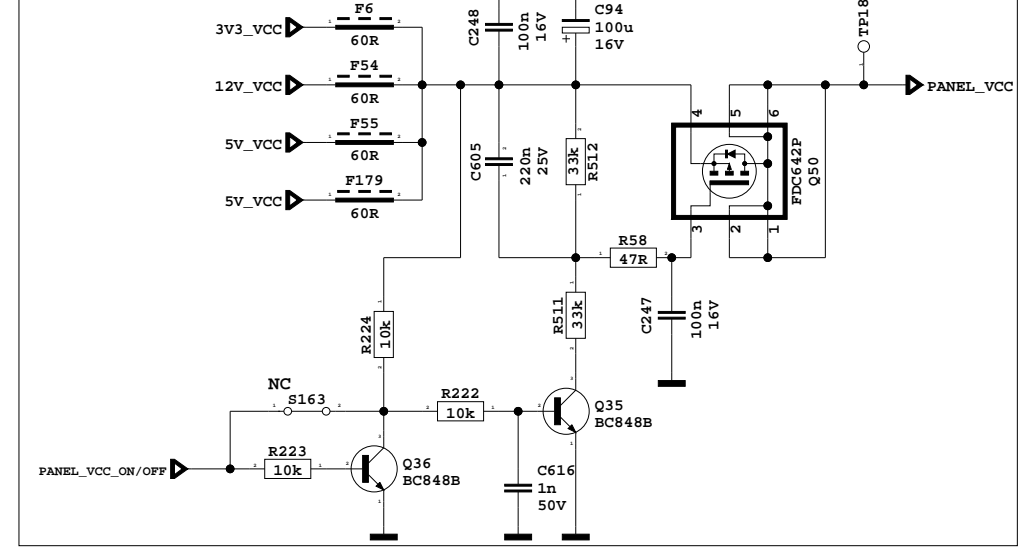 F6
3V3_VCC
60R
F54
12V_VCC
60R
F55
5V_VCC
60R
F179
5V_VCC
60R
C248
100n
16V
C94
100u
16V
+
TP18
PANEL_VCC
C605
220n
25V
33k
R512
4
5
6
3
2
1
FDC642P
Q50
R58
47R
C247
100n
16V
R511
33k
R224
10k
NC
S163
R222
10k
Q35
BC848B
PANEL_VCC_ON/OFF
R223
10k
Q36
BC848B
C616
1n
50V